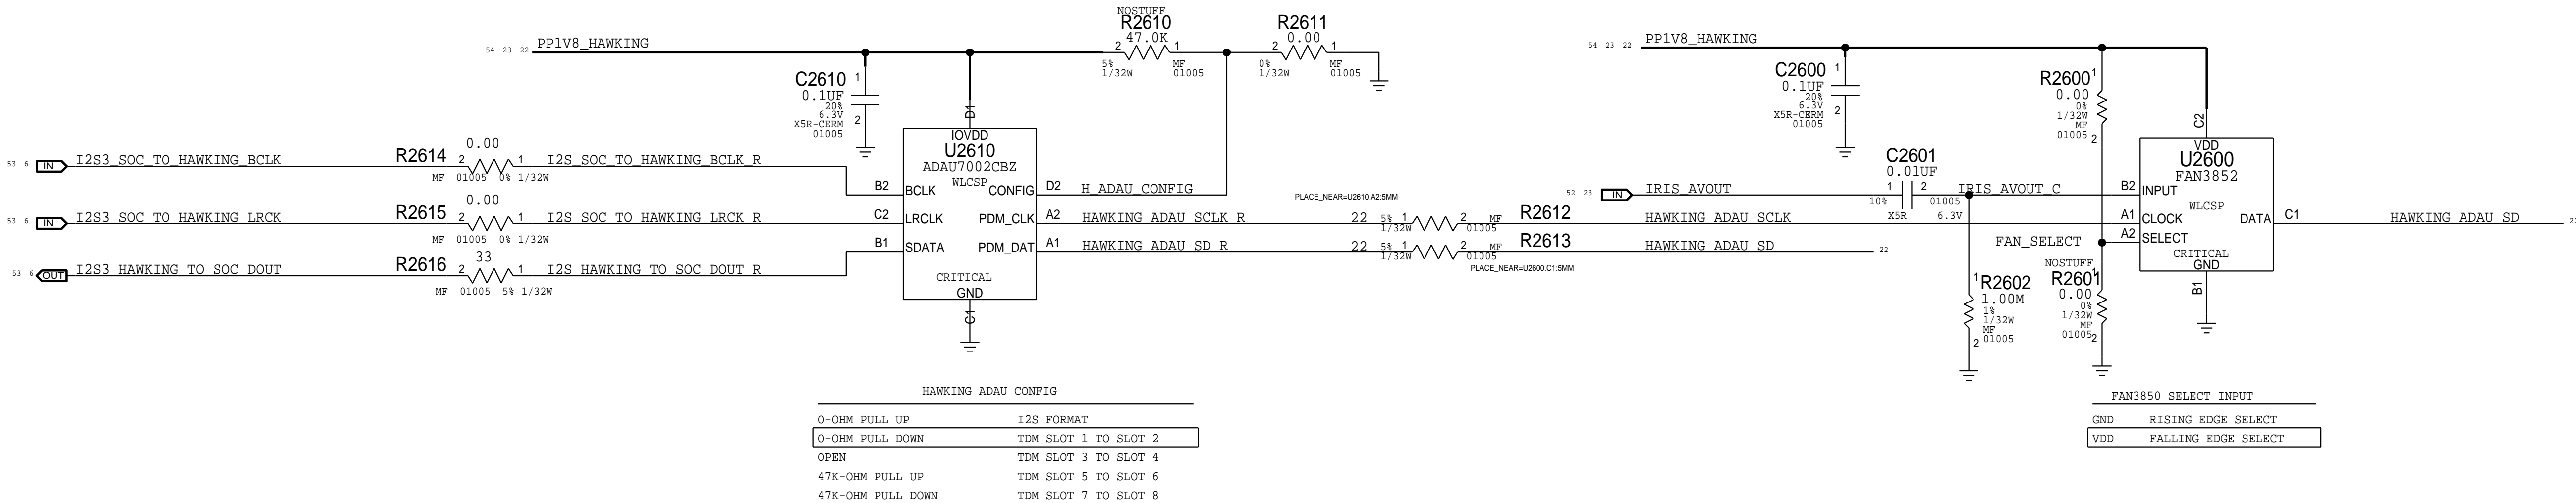 54 23 22 PP1V8_HAWKING
NOSTUFF
R2610
47.0K
2 1
5%
1/32W
MF
01005
R2611
0.00
2 1
0%
1/32W
MF
01005
C2610
0.1UF
20%
6.3V
X5R-CERM
01005
1
2
D1
IOVDD
U2610
ADAU7002CBZ
WLCSP
B2 BCLK
C2 LRCLK
B1 SDATA
CONFIG D2
PDM_CLK A2
PDM_DAT A1
CRITICAL
GND
C1
53 6 IN I2S3_SOC_TO_HAWKING_BCLK
R2614
0.00
2 1
MF 01005 0% 1/32W
I2S_SOC_TO_HAWKING_BCLK_R
53 6 IN I2S3_SOC_TO_HAWKING_LRCK
R2615
0.00
2 1
MF 01005 0% 1/32W
I2S_SOC_TO_HAWKING_LRCK_R
53 6 OUT I2S3_HAWKING_TO_SOC_DOUT
R2616
33
2 1
MF 01005 5% 1/32W
I2S_HAWKING_TO_SOC_DOUT_R
H_ADAU_CONFIG
PLACE_NEAR=U2610.A2:5MM
HAWKING_ADAU_SCLK_R
22 5% 1 2 MF
1/32W 01005
R2612
HAWKING_ADAU_SCLK
HAWKING_ADAU_SD_R
22 5% 1 2 MF
1/32W 01005
R2613
HAWKING_ADAU_SD
22
PLACE_NEAR=U2600.C1:5MM
54 23 22 PP1V8_HAWKING
C2600
0.1UF
20%
6.3V
X5R-CERM
01005
1
2
R2600
0.00
0%
1/32W
MF
01005
1
2
52 23 IN IRIS_AVOUT
C2601
0.01UF
1 2
10%
X5R
01005
6.3V
IRIS_AVOUT_C
C2
VDD
U2600
FAN3852
WLCSP
B2 INPUT
A1 CLOCK
A2 SELECT
DATA C1
CRITICAL
GND
B1
HAWKING_ADAU_SD
22
FAN_SELECT
NOSTUFF
R2601
0.00
0%
1/32W
MF
01005
1
2
R2602
1.00M
1%
1/32W
MF
01005
1
2
HAWKING ADAU CONFIG
O-OHM PULL UP I2S FORMAT
O-OHM PULL DOWN TDM SLOT 1 TO SLOT 2
OPEN TDM SLOT 3 TO SLOT 4
47K-OHM PULL UP TDM SLOT 5 TO SLOT 6
47K-OHM PULL DOWN TDM SLOT 7 TO SLOT 8
FAN3850 SELECT INPUT
GND RISING EDGE SELECT
VDD FALLING EDGE SELECT